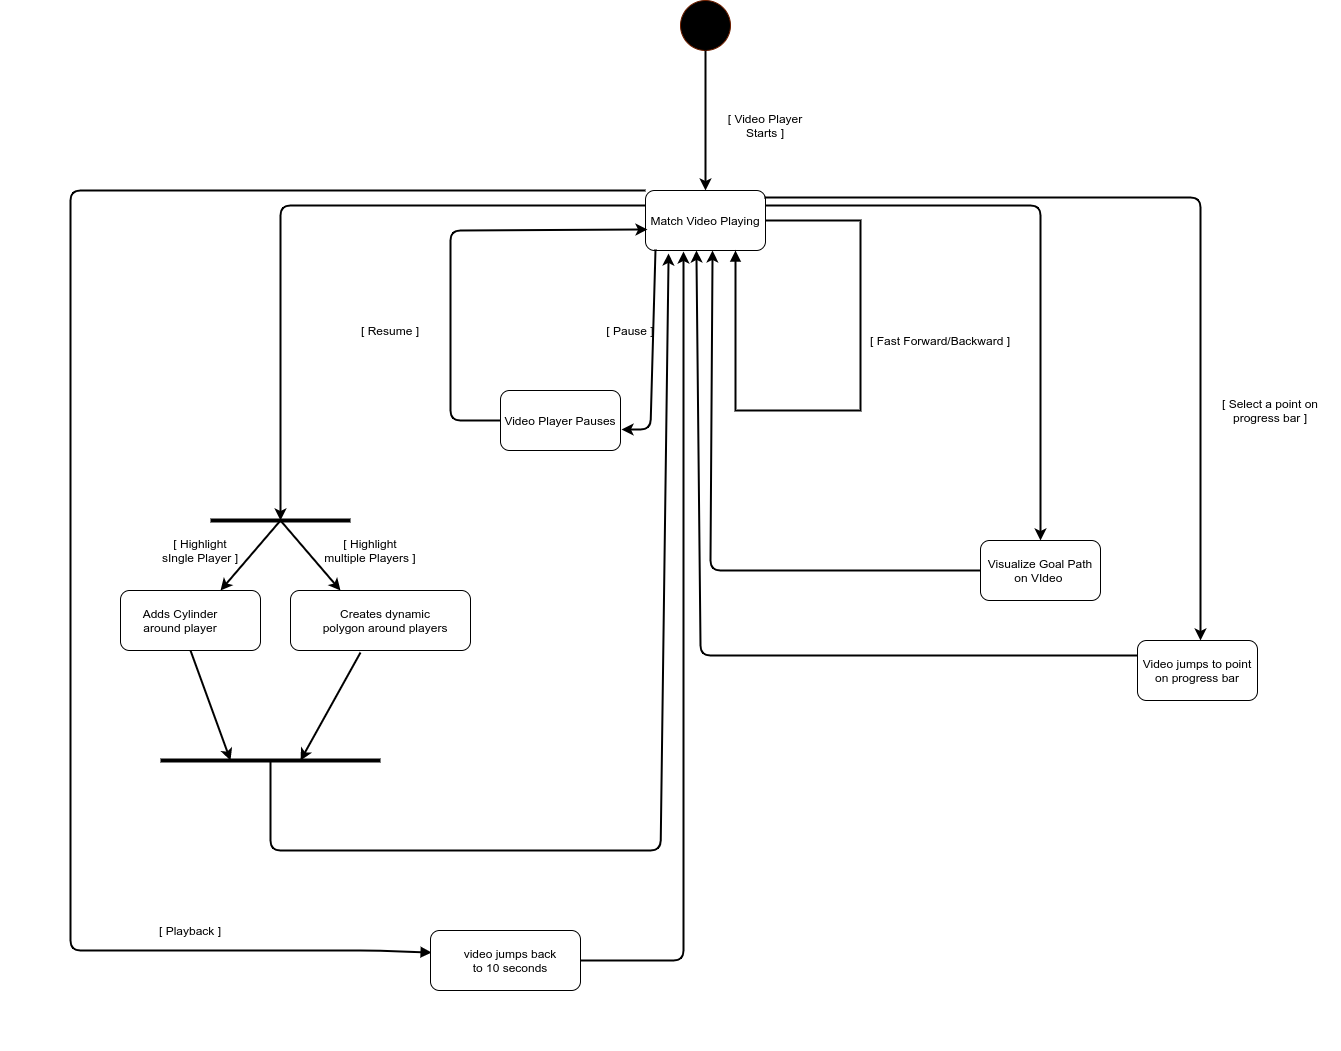 [ Video Player
Starts ]
Match Video Playing
[ Resume ]
[ Pause ]
[ Fast Forward/Backward ]
[ Select a point on
progress bar ]
Video Player Pauses
[ Highlight
sIngle Player ]
[ Highlight
multiple Players ]
Visualize Goal Path
on VIdeo
Adds Cylinder
around player
Creates dynamic
polygon around players
Video jumps to point
on progress bar
[ Playback ]
video jumps back
to 10 seconds